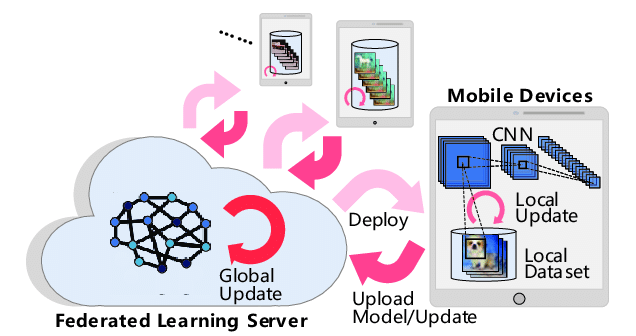 Mobile Devices
CNN
Local
Update
Local
Dataset
Deploy
Upload
Model/Update
Global
Update
Federated Learning Server